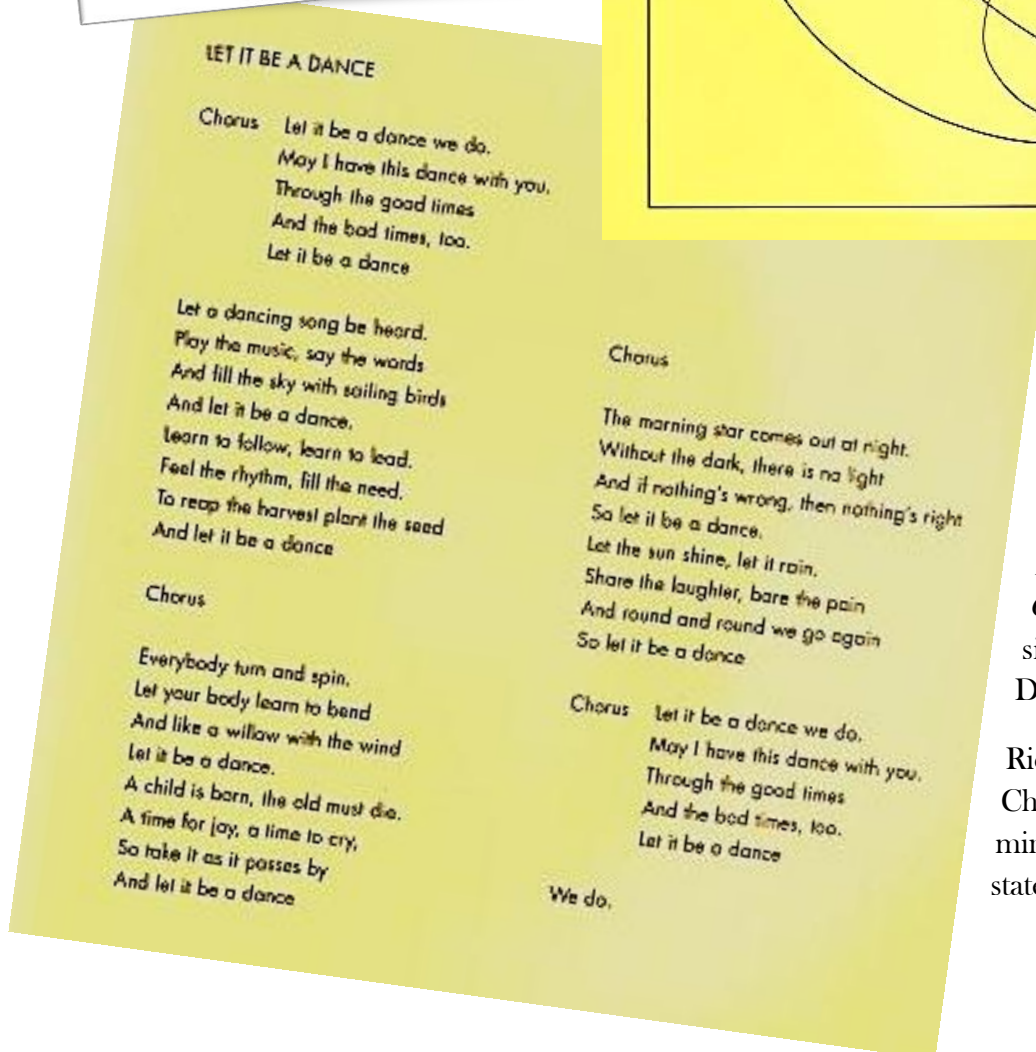 LET IT BE A DANCE
Chorus Let it be a dance we do.
May I have this dance with you.
Through the good times
And the bad times, too.
Let it be a dance
Let a dancing song be heard.
Play the music, say the words
And fill the sky with sailing birds
And let it be a dance.
Learn to follow, learn to lead.
Feel the rhythm, fill the need.
To reap the harvest plant the seed
And let it be a dance
Chorus
Everybody turn and spin.
Let your body learn to bend
And like a willow with the wind
Let it be a dance.
A child is born, the old must die.
A time for joy, a time to cry,
So take it as it passes by
And let it be a dance
Chorus
The morning star comes out at night.
Without the dark, there is no light
And if nothing's wrong, then nothing's right
So let it be a dance.
Let the sun shine, let it rain.
Share the laughter, bare the pain
And round and round we go again
So let it be a dance
Chorus Let it be a dance we do.
May I have this dance with you.
Through the good times
And the bad times, too.
Let it be a dance
We do.